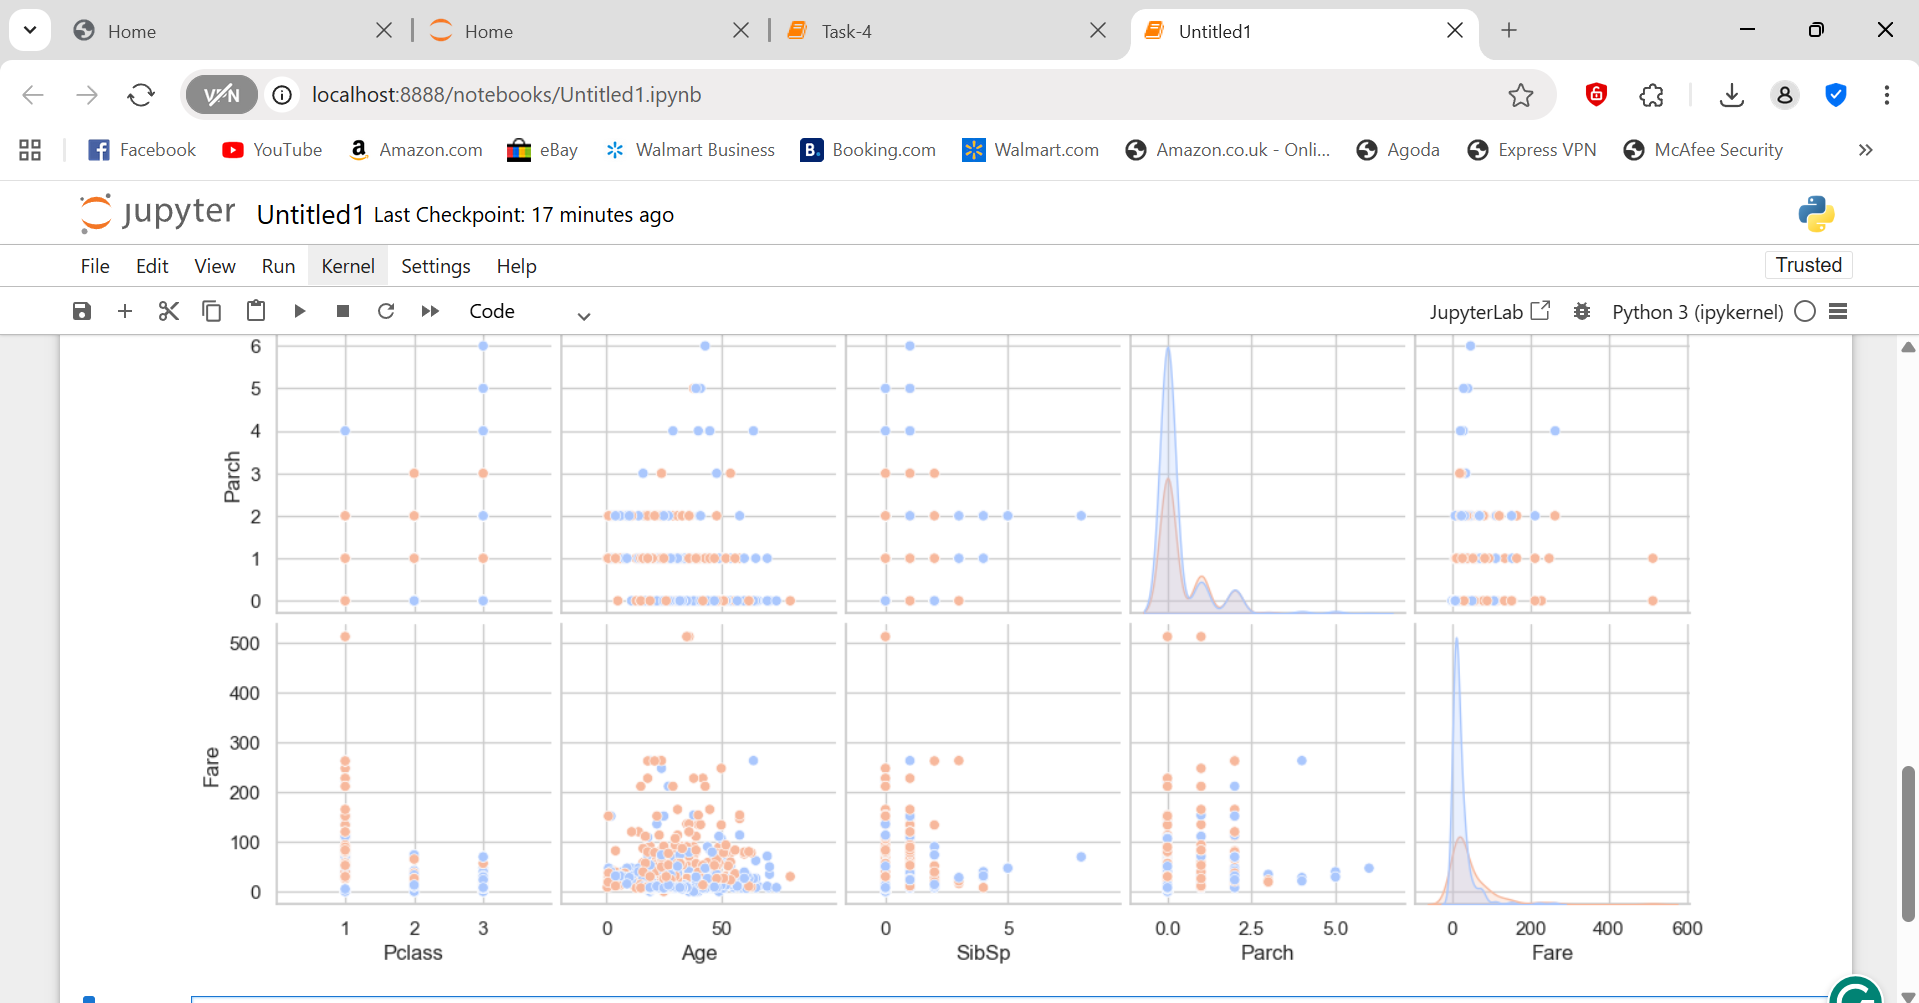 Home
Home
Task-4
Untitled1
VPN
localhost:8888/notebooks/Untitled1.ipynb
Facebook
YouTube
Amazon.com
eBay
Walmart Business
B.
Booking.com
Walmart.com
Amazon.co.uk - Onli...
Agoda
Express VPN
McAfee Security
jupyter
Untitled1
Last Checkpoint: 17 minutes ago
File
Edit
View
Run
Kernel
Settings
Help
Trusted
Code
JupyterLab
Python 3 (ipykernel)
6
5
4
3
2
1
0
Parch
500
400
300
200
100
0
Fare
1 2 3
0 50
0 5
0.0 2.5 5.0
0 200 400 600
Pclass
Age
SibSp
Parch
Fare